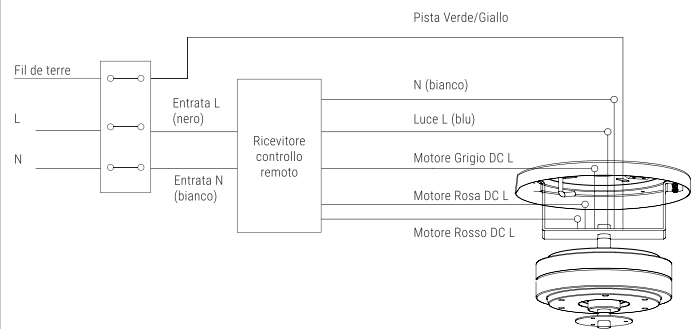 Pista Verde/Giallo
Fil de terre
L
N
Entrata L
(nero)
Entrata N
(bianco)
Ricevitore
controllo
remoto
N (bianco)
Luce L (blu)
Motore Grigio DC L
Motore Rosa DC L
Motore Rosso DC L